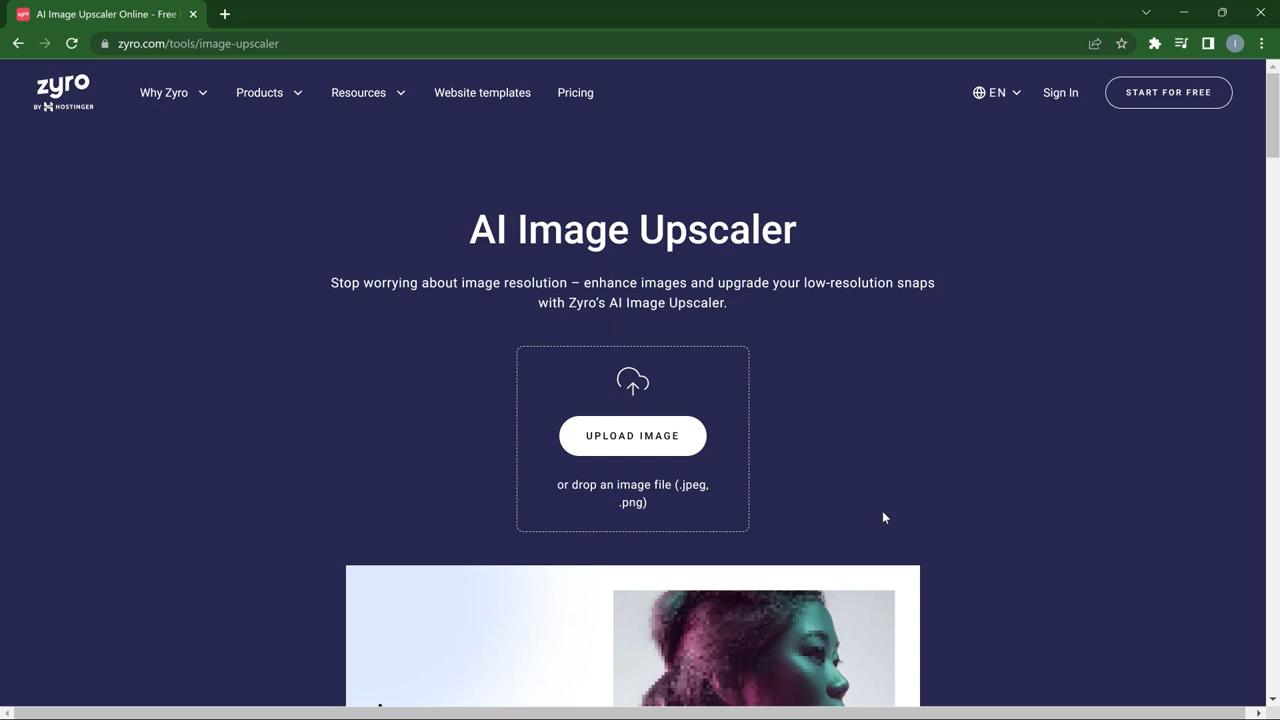 AI Image Upscaler Online - Free
zyro.com/tools/image-upscaler
zyro
BY HOSTINGER
Why Zyro
Products
Resources
Website templates
Pricing
EN
Sign In
START FOR FREE
AI Image Upscaler
Stop worrying about image resolution – enhance images and upgrade your low-resolution snaps
with Zyro's AI Image Upscaler.
UPLOAD IMAGE
or drop an image file (.jpeg,
.png)